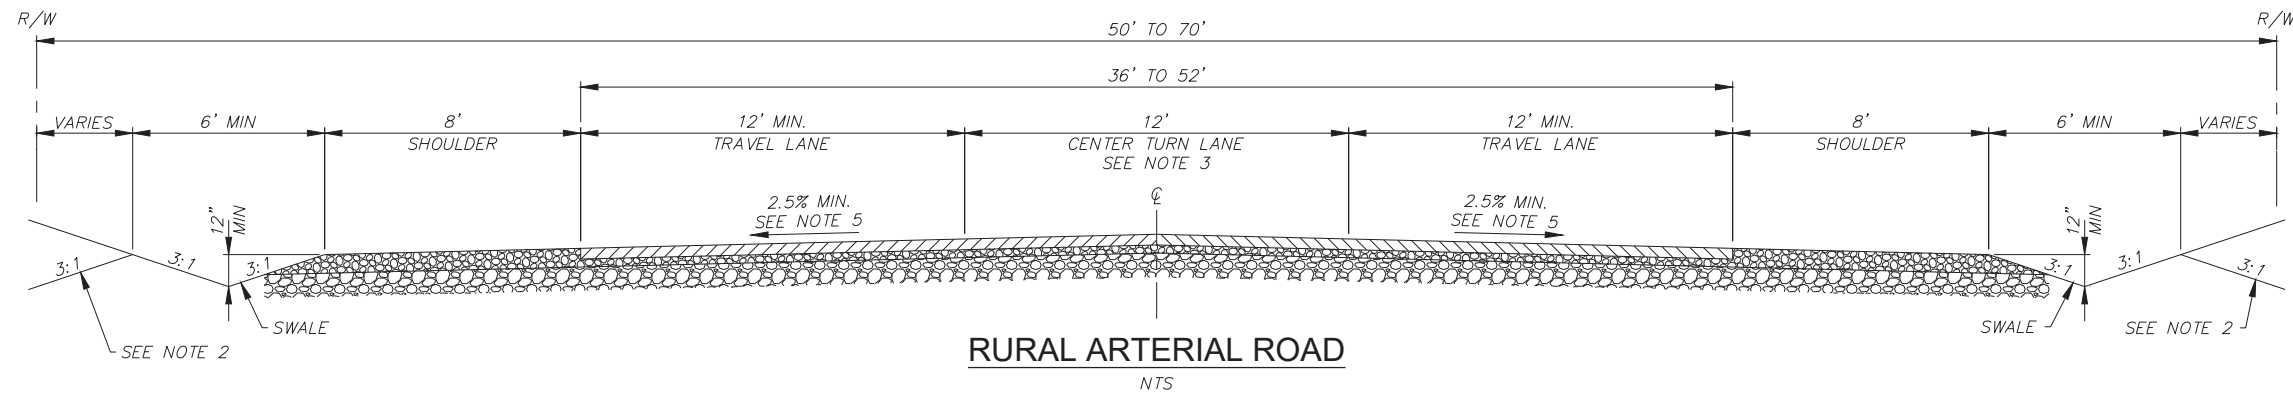 R/W
R/W
50' TO 70'
36' TO 52'
VARIES
6' MIN
8'
SHOULDER
12' MIN.
TRAVEL LANE
12'
CENTER TURN LANE
SEE NOTE 3
12' MIN.
TRAVEL LANE
8'
SHOULDER
6' MIN
VARIES
12"
MIN
2.5% MIN.
SEE NOTE 5
℄
2.5% MIN.
SEE NOTE 5
12"
MIN
3:1
3:1
3:1
3:1
3:1
3:1
SWALE
SEE NOTE 2
SWALE
SEE NOTE 2
RURAL ARTERIAL ROAD
NTS